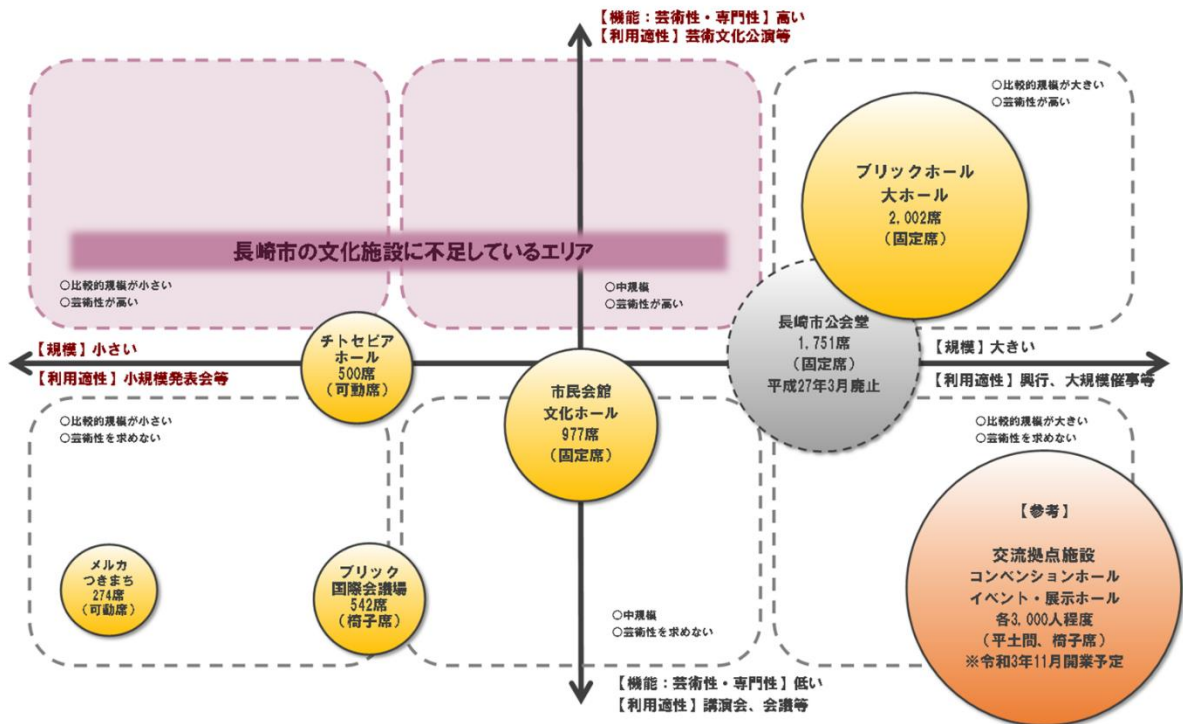 【機能：芸術性・専門性】高い
【利用適性】芸術文化公演等
○比較的規模が大きい
○芸術性が高い
ブリックホール
大ホール
2,002席
（固定席）
長崎市の文化施設に不足しているエリア
○比較的規模が小さい
○芸術性が高い
○中規模
○芸術性が高い
長崎市公会堂
1,751席
（固定席）
平成27年3月廃止
【規模】小さい
【利用適性】小規模発表会等
チトセピア
ホール
500席
（可動席）
【規模】大きい
【利用適性】興行、大規模催事等
市民会館
文化ホール
977席
（固定席）
○比較的規模が小さい
○芸術性を求めない
○比較的規模が大きい
○芸術性を求めない
【参考】
交流拠点施設
コンベンションホール
イベント・展示ホール
各3,000人程度
（平土間、椅子席）
※令和3年11月開業予定
メルカ
つきまち
274席
（可動席）
ブリック
国際会議場
542席
（椅子席）
○中規模
○芸術性を求めない
【機能：芸術性・専門性】低い
【利用適性】講演会、会議等